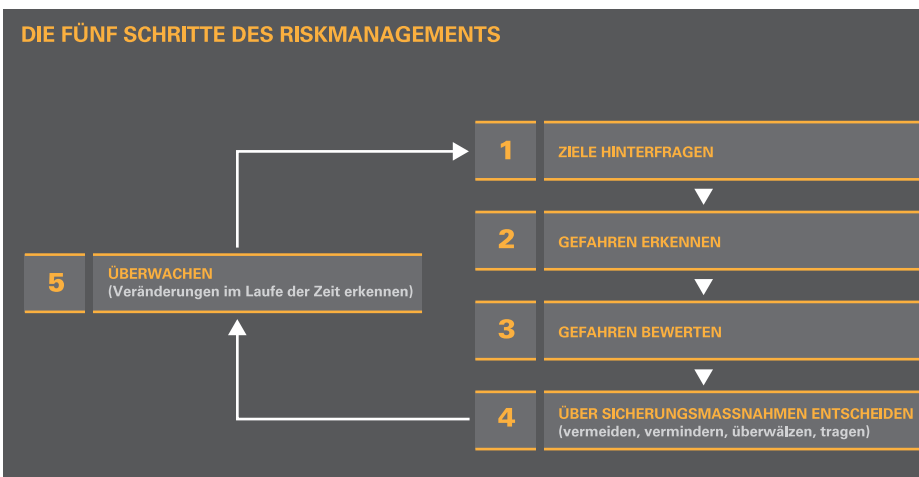 DIE FÜNF SCHRITTE DES RISKMANAGEMENTS
1 ZIELE HINTERFRAGEN
2 GEFAHREN ERKENNEN
3 GEFAHREN BEWERTEN
4 ÜBER SICHERUNGSMASSNAHMEN ENTSCHEIDEN
(vermeiden, vermindern, überwälzen, tragen)
5 ÜBERWACHEN
(Veränderungen im Laufe der Zeit erkennen)